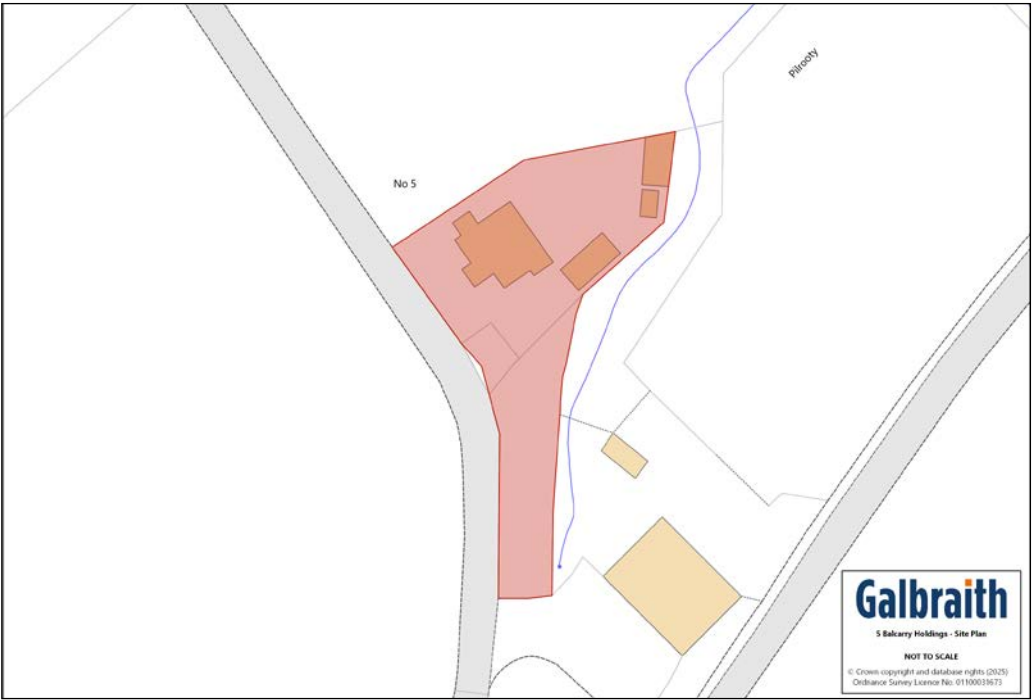 Pilrooty
No 5
Galbraith
5 Balcarry Holdings - Site Plan
NOT TO SCALE
© Crown copyright and database rights (2025)
Ordnance Survey Licence No. 01100031673